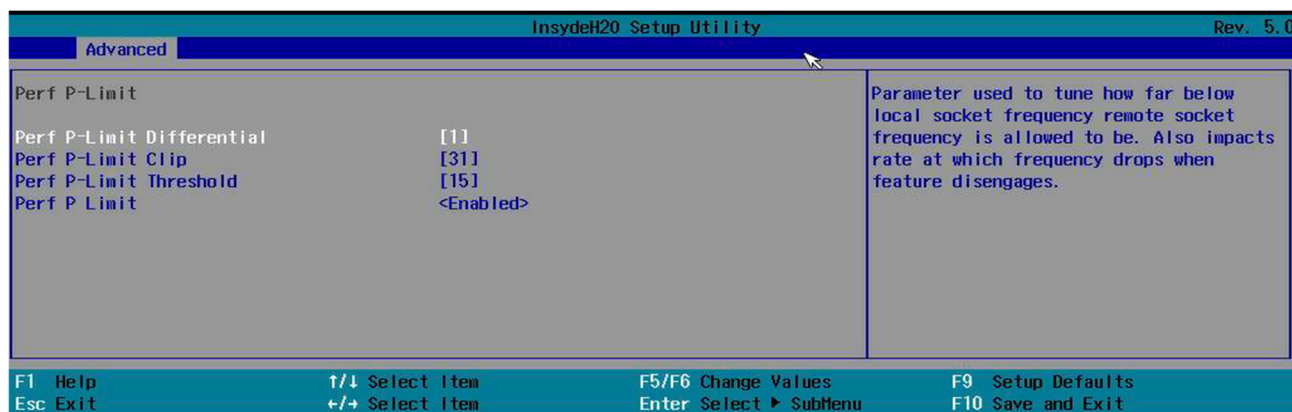 InsydeH20 Setup Utility Rev. 5.0
Advanced
Perf P-Limit
Perf P-Limit Differential [1]
Perf P-Limit Clip [31]
Perf P-Limit Threshold [15]
Perf P Limit <Enabled>
Parameter used to tune how far below
local socket frequency remote socket
frequency is allowed to be. Also impacts
rate at which frequency drops when
feature disengages.
F1 Help ↑/↓ Select Item F5/F6 Change Values F9 Setup Defaults
Esc Exit ←/→ Select Item Enter Select ▶ SubMenu F10 Save and Exit